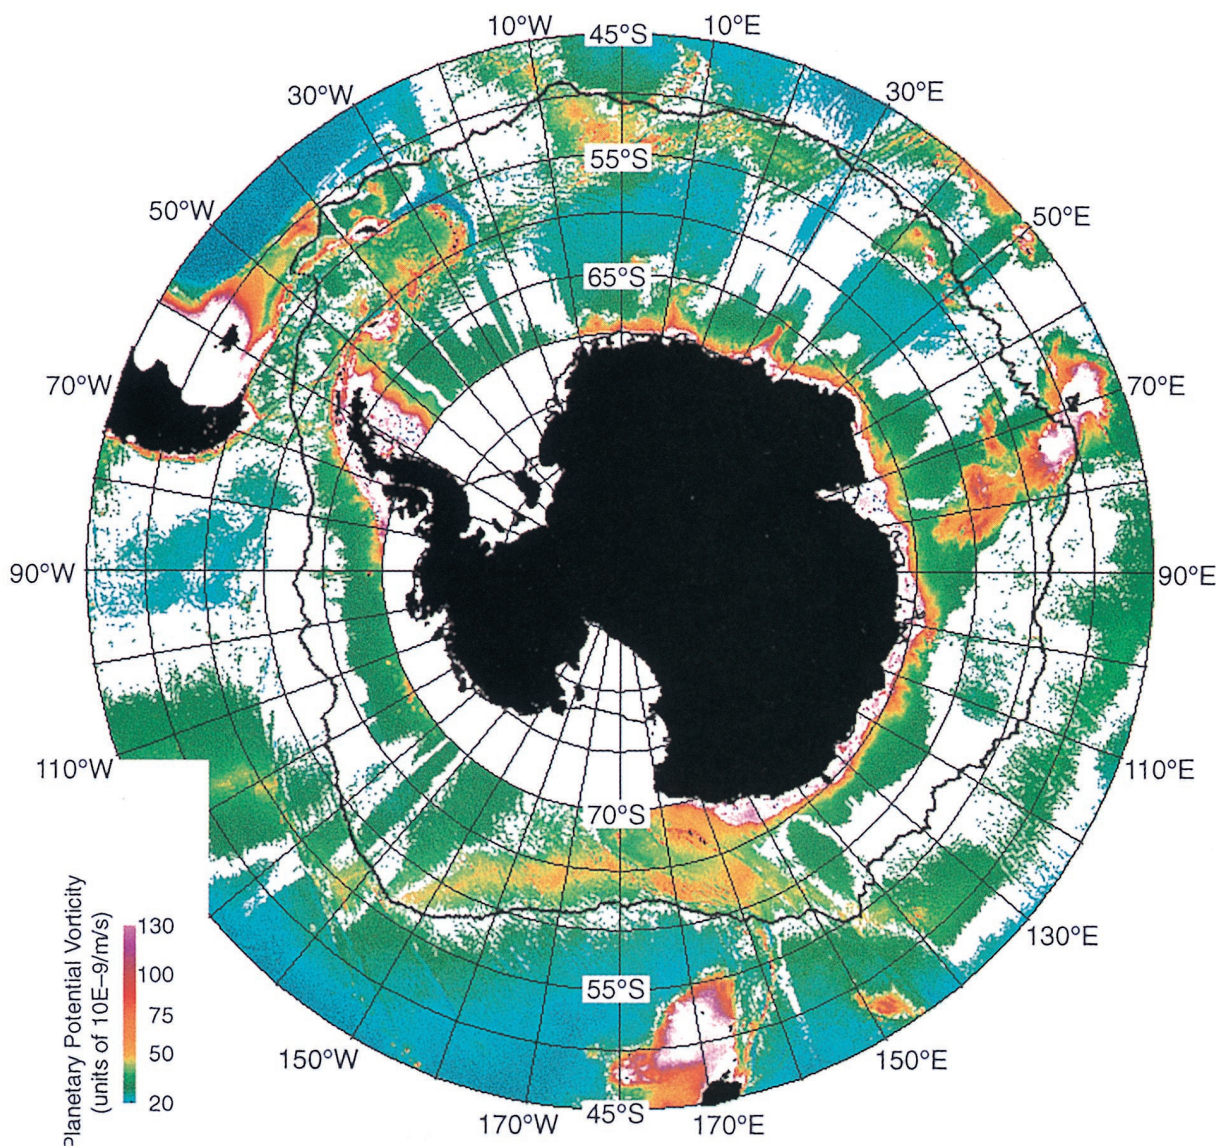 10°W
45°S
10°E
30°W
30°E
55°S
50°W
50°E
65°S
70°W
70°E
90°W
90°E
110°W
110°E
70°S
Planetary Potential Vorticity
(units of 10E–9/m/s)
130
100
75
50
20
130°E
55°S
150°W
150°E
170°W
45°S
170°E